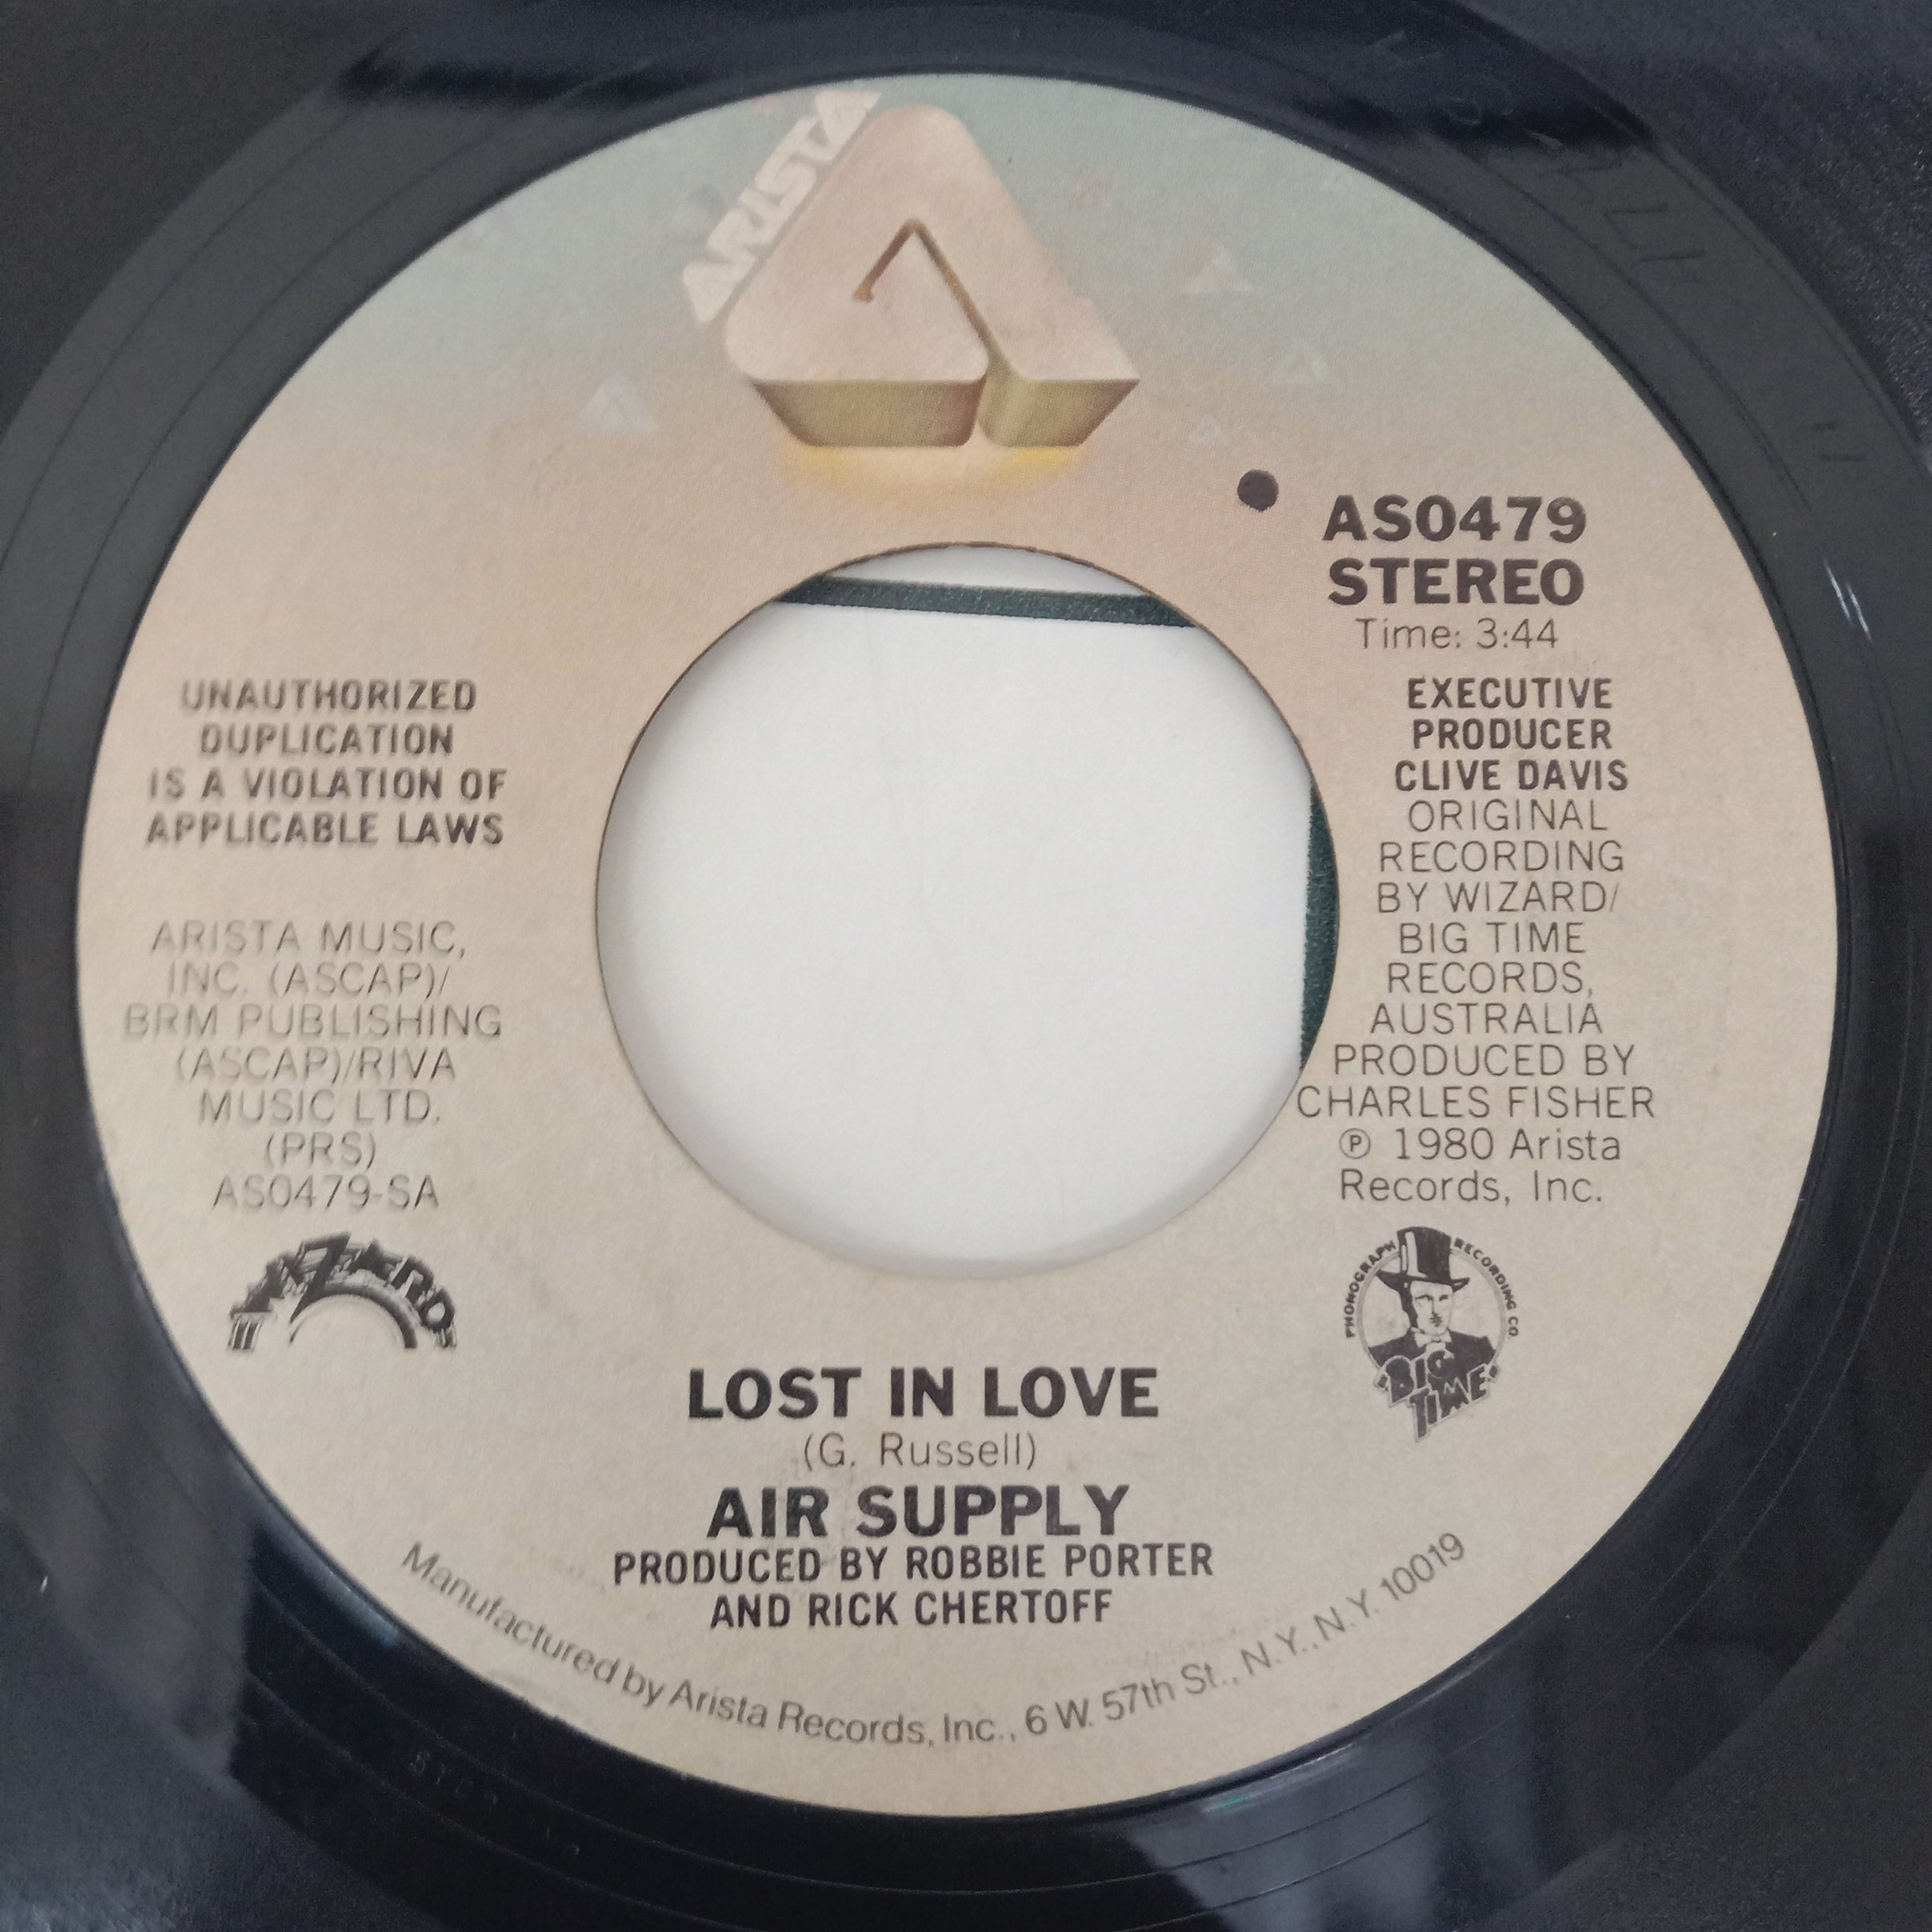 ARISTA
AS0479
STEREO
Time: 3:44
UNAUTHORIZED
DUPLICATION
IS A VIOLATION OF
APPLICABLE LAWS
ARISTA MUSIC,
INC. (ASCAP)/
BRM PUBLISHING
(ASCAP)/RIVA
MUSIC LTD.
(PRS)
AS0479-SA
WIZARD
EXECUTIVE
PRODUCER
CLIVE DAVIS
ORIGINAL
RECORDING
BY WIZARD/
BIG TIME
RECORDS,
AUSTRALIA
PRODUCED BY
CHARLES FISHER
℗ 1980 Arista
Records, Inc.
PHONOGRAPH RECORDING CO
BIG
TIME
LOST IN LOVE
(G. Russell)
AIR SUPPLY
PRODUCED BY ROBBIE PORTER
AND RICK CHERTOFF
Manufactured by Arista Records, Inc., 6 W. 57th St., N.Y., N.Y. 10019